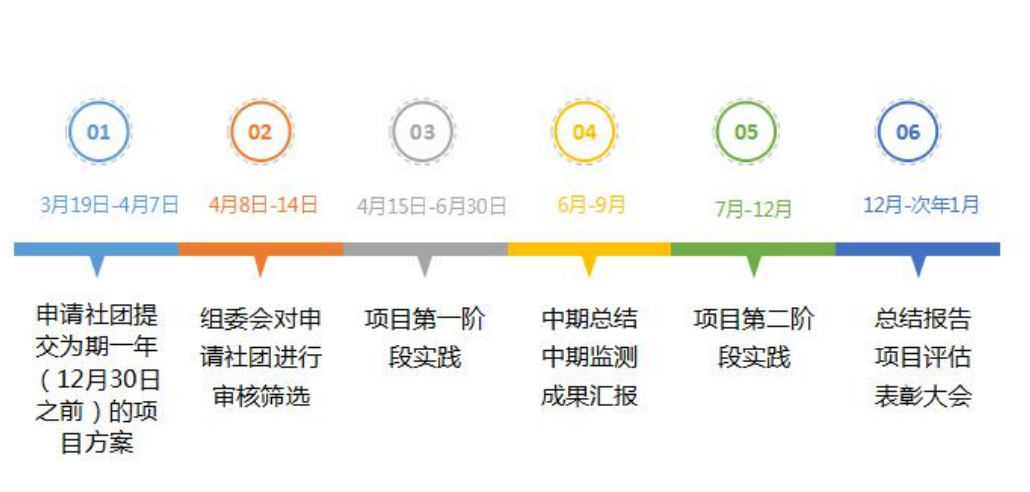 01
02
03
04
05
06
3月19日-4月7日
4月8日-14日
4月15日-6月30日
6月-9月
7月-12月
12月-次年1月
申请社团提
交为期一年
（12月30日
之前）的项
目方案
组委会对申
请社团进行
审核筛选
项目第一阶
段实践
中期总结
中期监测
成果汇报
项目第二阶
段实践
总结报告
项目评估
表彰大会